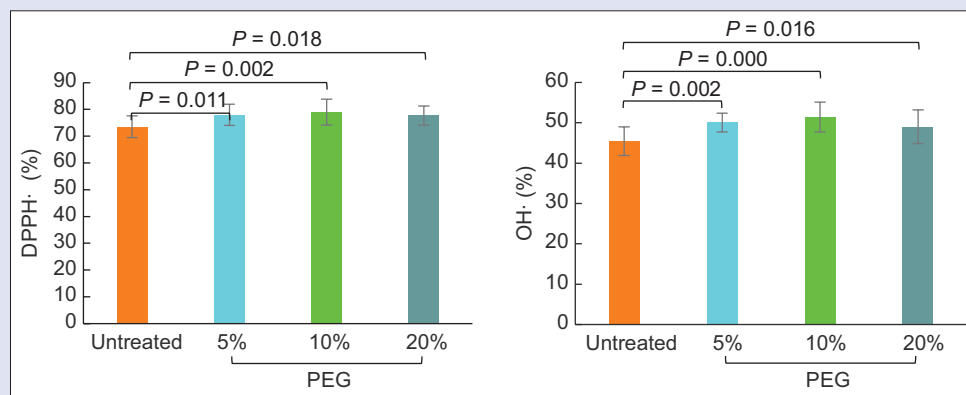 P = 0.018
P = 0.002
P = 0.011
90
80
70
60
50
40
30
20
10
0
DPPH· (%)
Untreated 5% 10% 20%
PEG
P = 0.016
P = 0.000
P = 0.002
60
50
40
30
20
10
0
OH· (%)
Untreated 5% 10% 20%
PEG